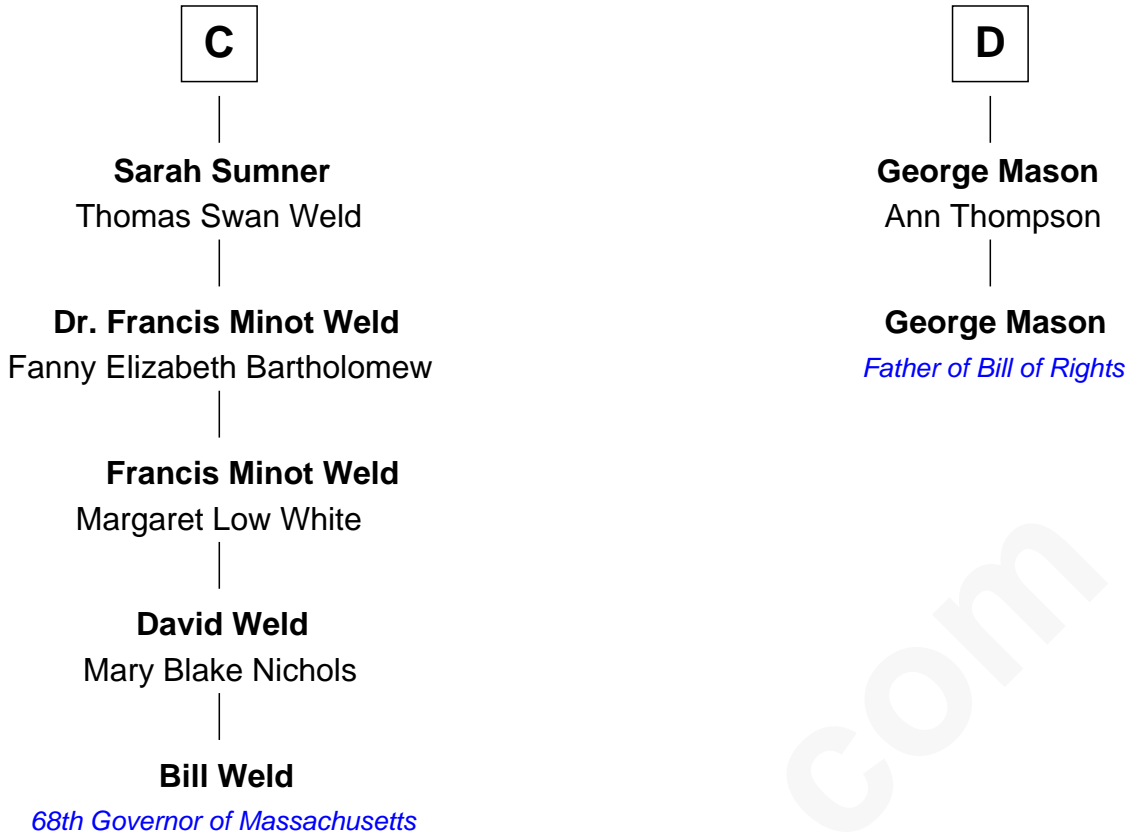 C
Sarah Sumner
Thomas Swan Weld
Dr. Francis Minot Weld
Fanny Elizabeth Bartholomew
Francis Minot Weld
Margaret Low White
David Weld
Mary Blake Nichols
Bill Weld
68th Governor of Massachusetts
D
George Mason
Ann Thompson
George Mason
Father of Bill of Rights
com